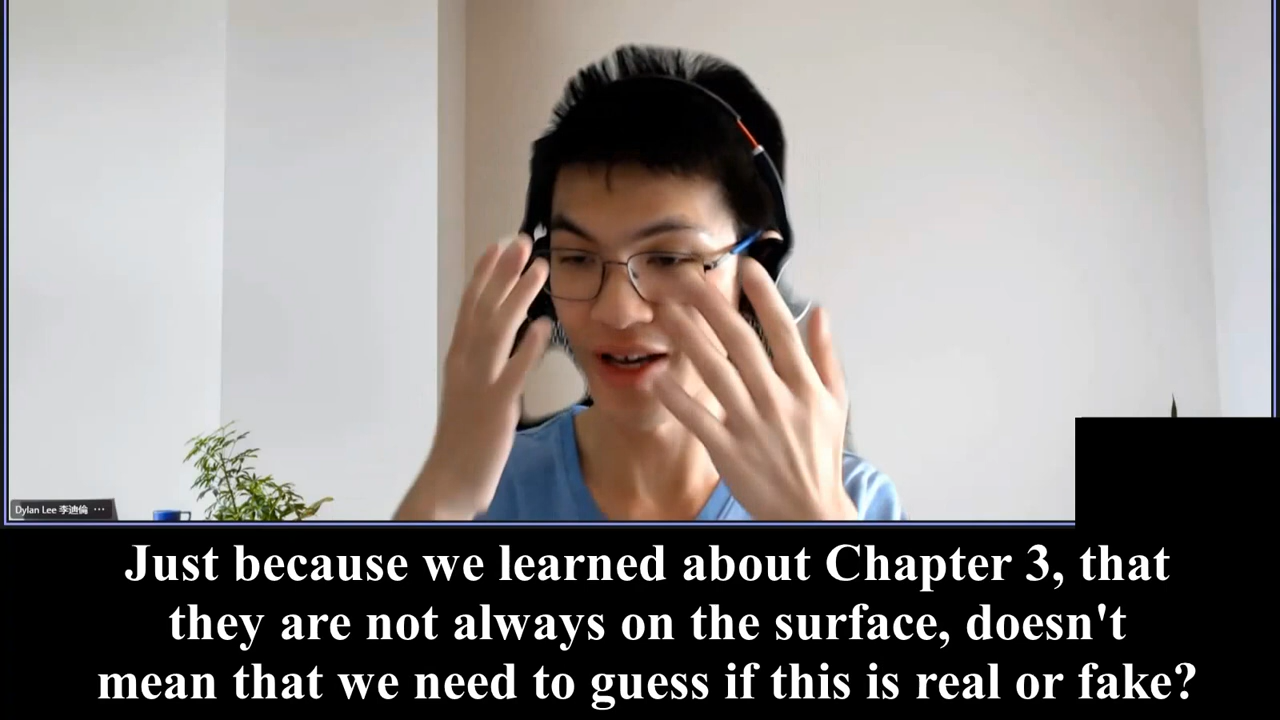 Dylan Lee 李迪倫 ...
Just because we learned about Chapter 3, that
they are not always on the surface, doesn't
mean that we need to guess if this is real or fake?